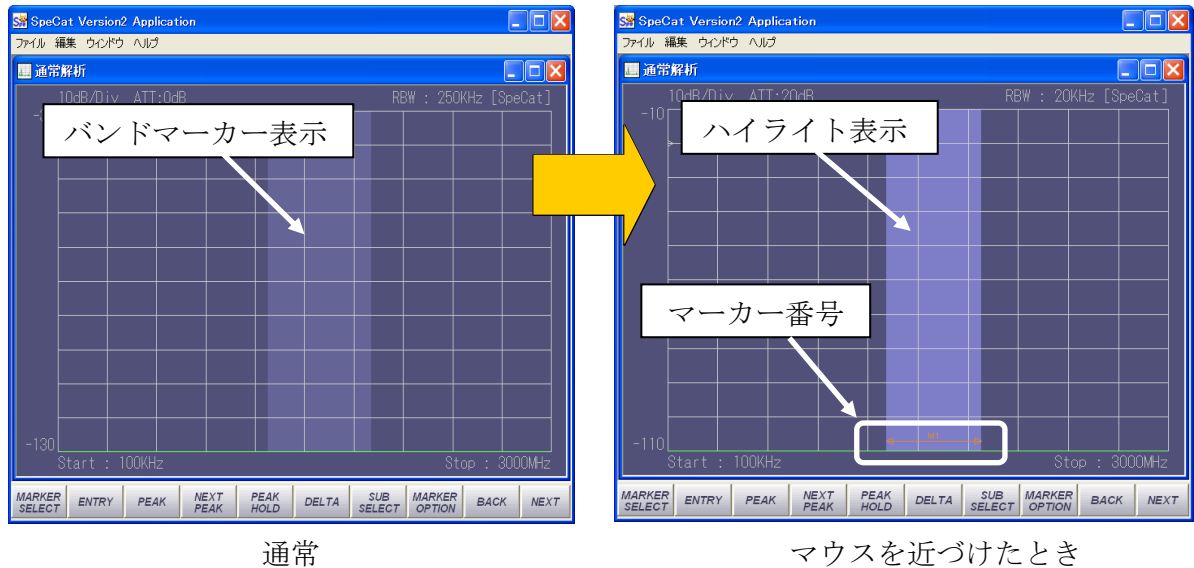 SpeCat Version2 Application
ファイル 編集 ウィンドウ ヘルプ
通常解析
10dB/Div ATT:0dB RBW : 250KHz [SpeCat]
バンドマーカー表示
-130
Start : 100KHz Stop : 3000MHz
MARKER SELECT ENTRY PEAK NEXT PEAK PEAK HOLD DELTA SUB SELECT MARKER OPTION BACK NEXT
通常
SpeCat Version2 Application
ファイル 編集 ウィンドウ ヘルプ
通常解析
10dB/Div ATT:20dB RBW : 20KHz [SpeCat]
-10
ハイライト表示
マーカー番号
M1
-110
Start : 100KHz Stop : 3000MHz
MARKER SELECT ENTRY PEAK NEXT PEAK PEAK HOLD DELTA SUB SELECT MARKER OPTION BACK NEXT
マウスを近づけたとき